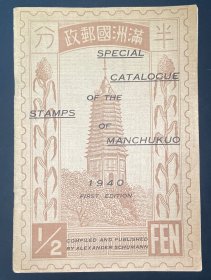 政郵國洲滿
分 半
SPECIAL
CATALOGUE
OF THE
STAMPS
OF
MANCHUKUO
1940
FIRST EDITION
COMPILED AND PUBLISHED
BY ALEXANDER SCHUMANN
1/2 FEN